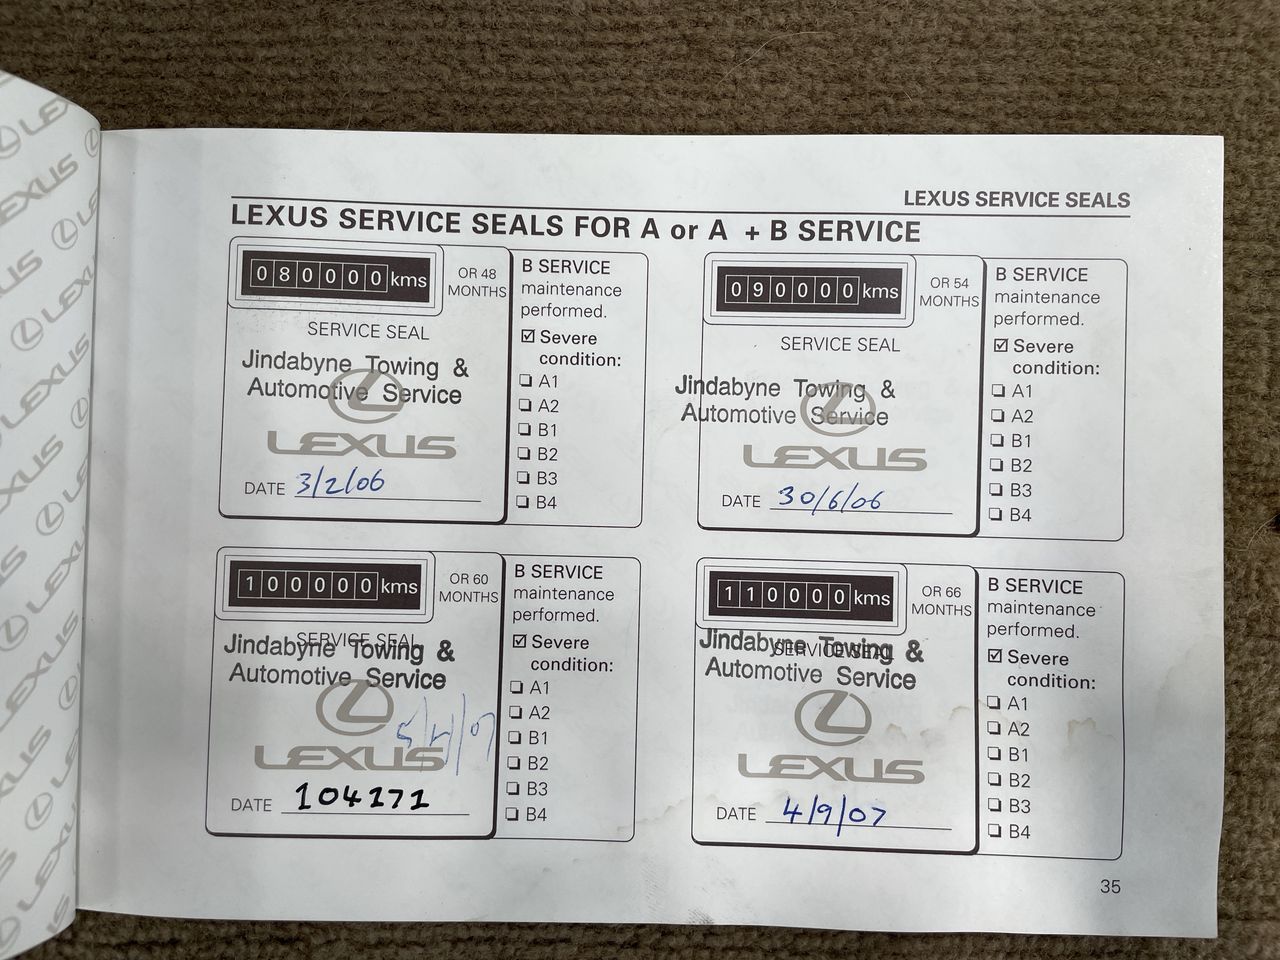 LEXUS SERVICE SEALS
LEXUS SERVICE SEALS FOR A or A + B SERVICE
080000 kms
OR 48
MONTHS
SERVICE SEAL
Jindabyne Towing &
Automotive Service
LEXUS
DATE 3/2/06
B SERVICE
maintenance
performed.
☑ Severe
condition:
❏ A1
❏ A2
❏ B1
❏ B2
❏ B3
❏ B4
090000 kms
OR 54
MONTHS
SERVICE SEAL
Jindabyne Towing &
Automotive Service
LEXUS
DATE 30/6/06
B SERVICE
maintenance
performed.
☑ Severe
condition:
❏ A1
❏ A2
❏ B1
❏ B2
❏ B3
❏ B4
100000 kms
OR 60
MONTHS
SERVICE SEAL
Jindabyne Towing &
Automotive Service
LEXUS
DATE 104171
B SERVICE
maintenance
performed.
☑ Severe
condition:
❏ A1
❏ A2
❏ B1
❏ B2
❏ B3
❏ B4
110000 kms
OR 66
MONTHS
SERVICE SEAL
Jindabyne Towing &
Automotive Service
LEXUS
DATE 4/9/07
B SERVICE
maintenance
performed.
☑ Severe
condition:
❏ A1
❏ A2
❏ B1
❏ B2
❏ B3
❏ B4
35